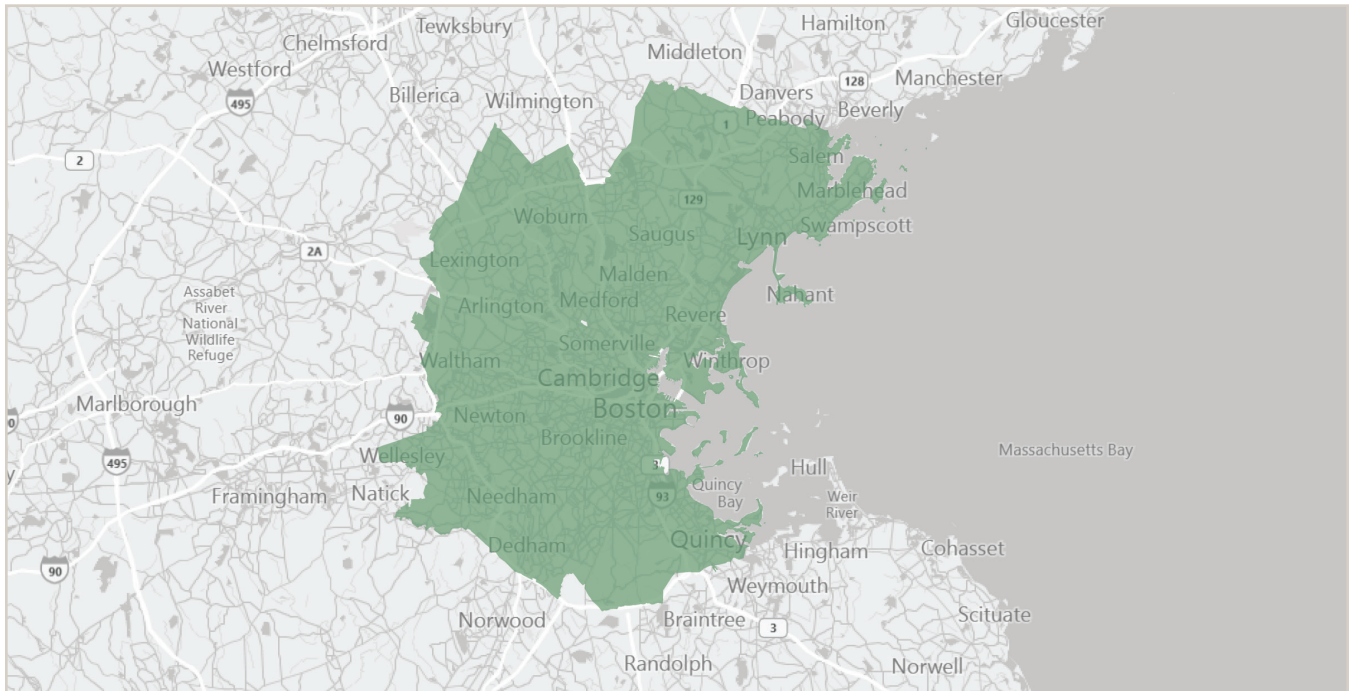 Gloucester
Hamilton
Tewksbury
Chelmsford
Middleton
Westford
128
Manchester
Danvers
Billerica
Wilmington
495
Beverly
Peabody
1
2
Salem
Marblehead
129
Woburn
Swampscott
Saugus
Lynn
2A
Lexington
Malden
Assabet
River
National
Wildlife
Refuge
Nahant
Arlington
Medford
Revere
Somerville
Waltham
Winthrop
Cambridge
Marlborough
Boston
90
Newton
Brookline
Massachusetts Bay
Wellesley
495
3
Hull
Quincy
Bay
Natick
Framingham
Needham
93
Weir
River
Quincy
Dedham
Hingham
Cohasset
90
Weymouth
Scituate
Norwood
Braintree
3
Randolph
Norwell